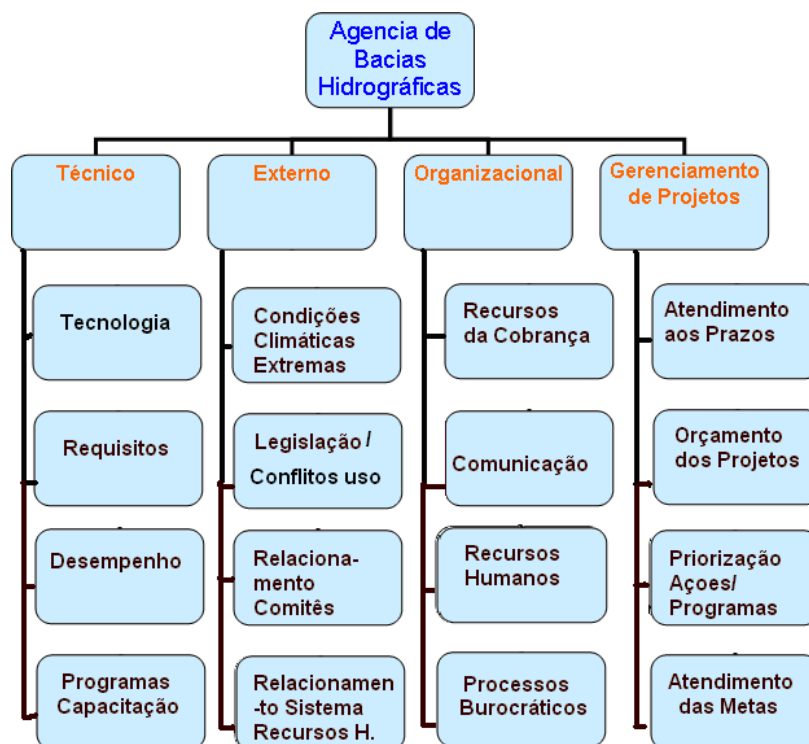 Agencia de
Bacias
Hidrográficas
Técnico
Externo
Organizacional
Gerenciamento
de Projetos
Tecnologia
Condições
Climáticas
Extremas
Recursos
da Cobrança
Atendimento
aos Prazos
Requisitos
Legislação /
Conflitos uso
Comunicação
Orçamento
dos Projetos
Desempenho
Relaciona-
mento
Comitês
Recursos
Humanos
Priorização
Açoes/
Programas
Programas
Capacitação
Relacionamen
-to Sistema
Recursos H.
Processos
Burocráticos
Atendimento
das Metas